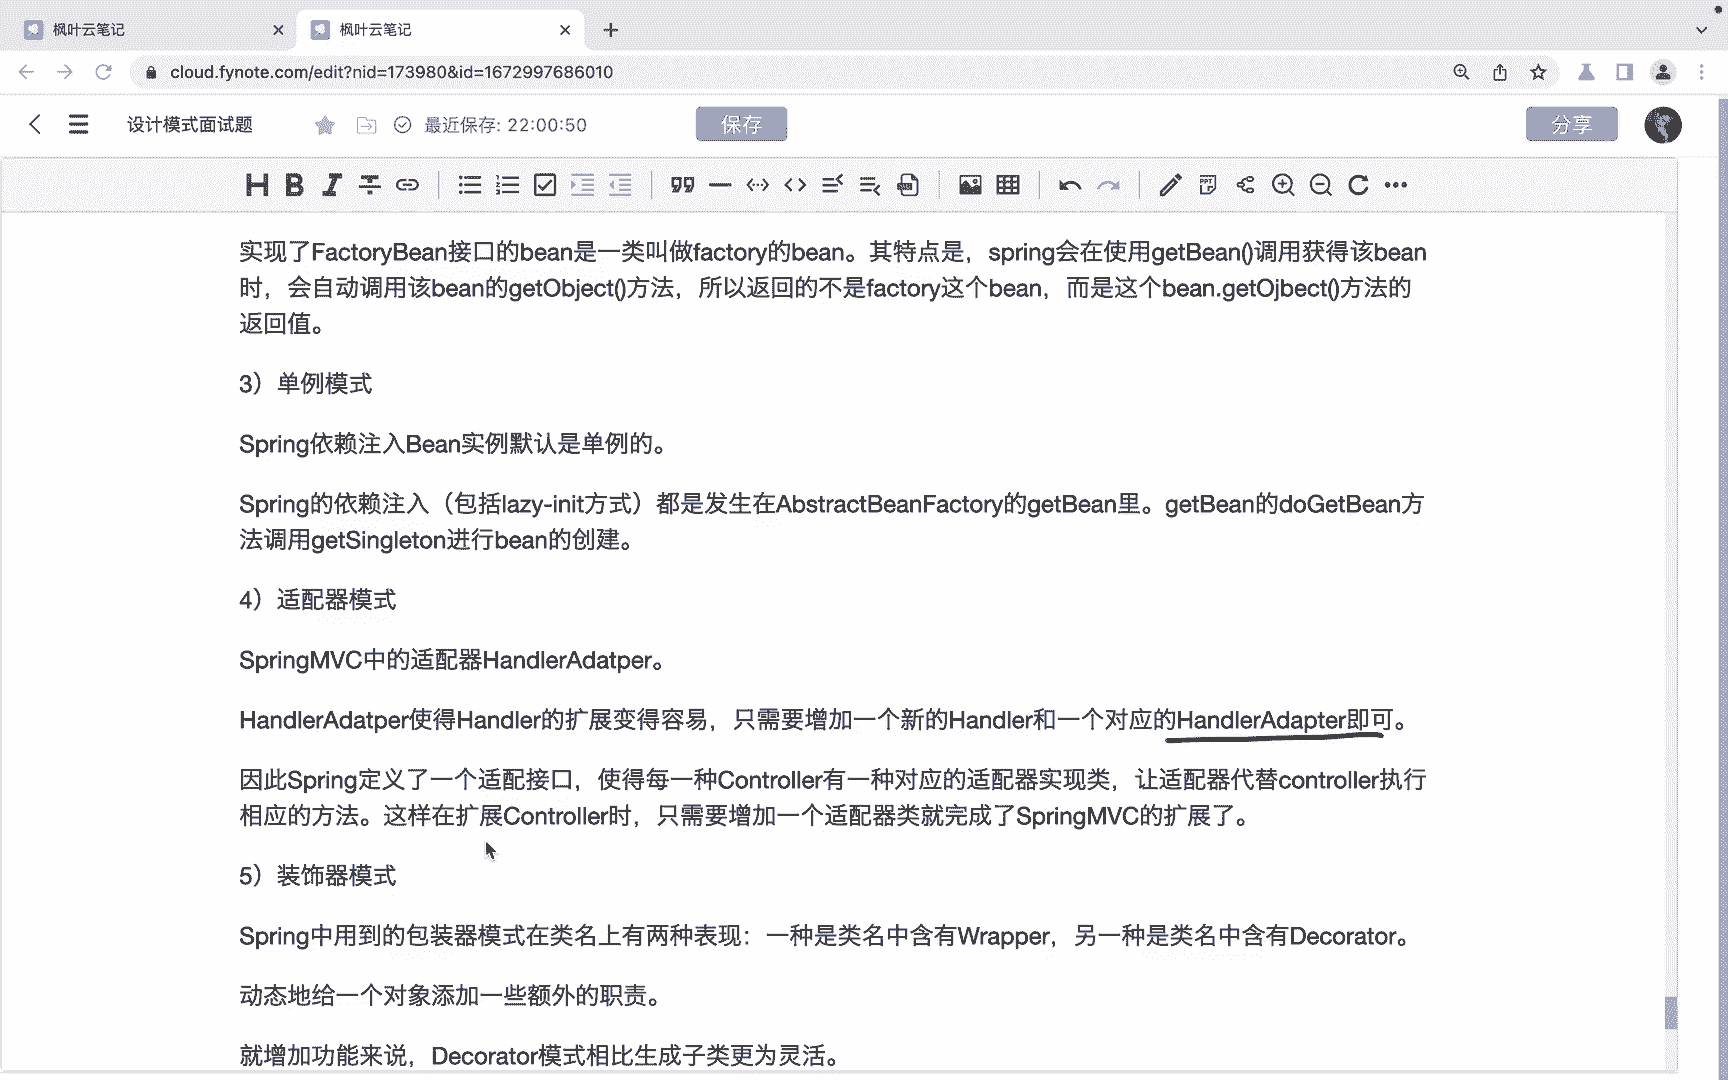 枫叶云笔记
枫叶云笔记
cloud.fynote.com/edit?nid=173980&id=1672997686010
设计模式面试题
最近保存: 22:00:50
保存
分享
实现了FactoryBean接口的bean是一类叫做factory的bean。其特点是，spring会在使用getBean()调用获得该bean
时，会自动调用该bean的getObject()方法，所以返回的不是factory这个bean，而是这个bean.getOjbect()方法的
返回值。
3）单例模式
Spring依赖注入Bean实例默认是单例的。
Spring的依赖注入（包括lazy-init方式）都是发生在AbstractBeanFactory的getBean里。getBean的doGetBean方
法调用getSingleton进行bean的创建。
4）适配器模式
SpringMVC中的适配器HandlerAdatper。
HandlerAdatper使得Handler的扩展变得容易，只需要增加一个新的Handler和一个对应的HandlerAdapter即可。
因此Spring定义了一个适配接口，使得每一种Controller有一种对应的适配器实现类，让适配器代替controller执行
相应的方法。这样在扩展Controller时，只需要增加一个适配器类就完成了SpringMVC的扩展了。
5）装饰器模式
Spring中用到的包装器模式在类名上有两种表现：一种是类名中含有Wrapper，另一种是类名中含有Decorator。
动态地给一个对象添加一些额外的职责。
就增加功能来说，Decorator模式相比生成子类更为灵活。